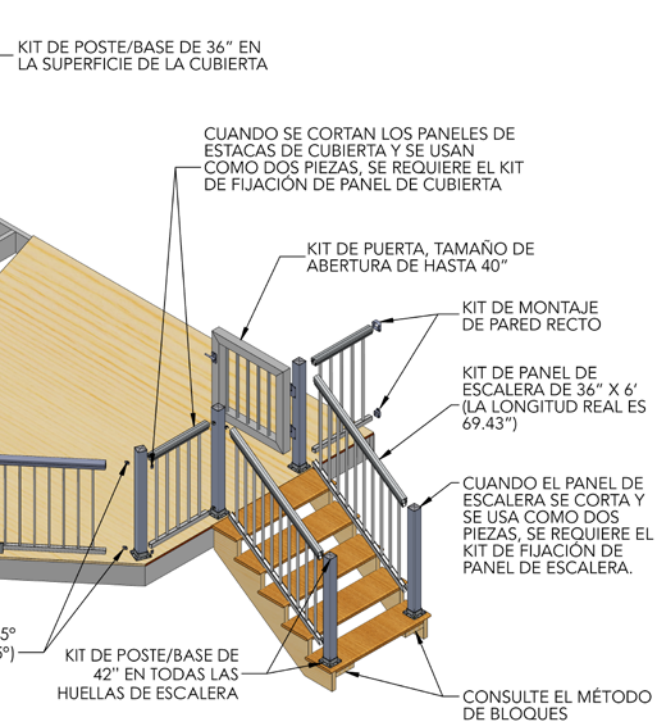 KIT DE POSTE/BASE DE 36" EN
LA SUPERFICIE DE LA CUBIERTA
CUANDO SE CORTAN LOS PANELES DE
ESTACAS DE CUBIERTA Y SE USAN
COMO DOS PIEZAS, SE REQUIERE EL KIT
DE FIJACIÓN DE PANEL DE CUBIERTA
KIT DE PUERTA, TAMAÑO DE
ABERTURA DE HASTA 40"
KIT DE MONTAJE
DE PARED RECTO
KIT DE PANEL DE
ESCALERA DE 36" X 6'
(LA LONGITUD REAL ES
69.43")
CUANDO EL PANEL DE
ESCALERA SE CORTA Y
SE USA COMO DOS
PIEZAS, SE REQUIERE EL
KIT DE FIJACIÓN DE
PANEL DE ESCALERA.
5°
°)
KIT DE POSTE/BASE DE
42" EN TODAS LAS
HUELLAS DE ESCALERA
CONSULTE EL MÉTODO
DE BLOQUES